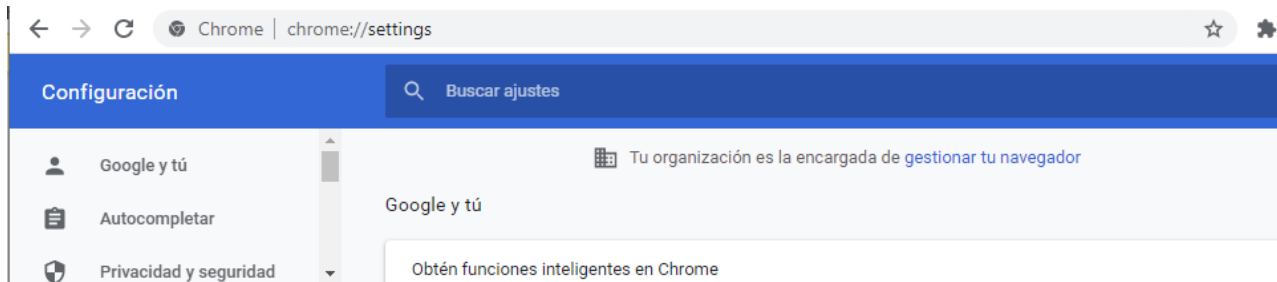 Chrome | chrome://settings
Configuración
Buscar ajustes
Google y tú
Tu organización es la encargada de gestionar tu navegador
Autocompletar
Google y tú
Privacidad y seguridad
Obtén funciones inteligentes en Chrome